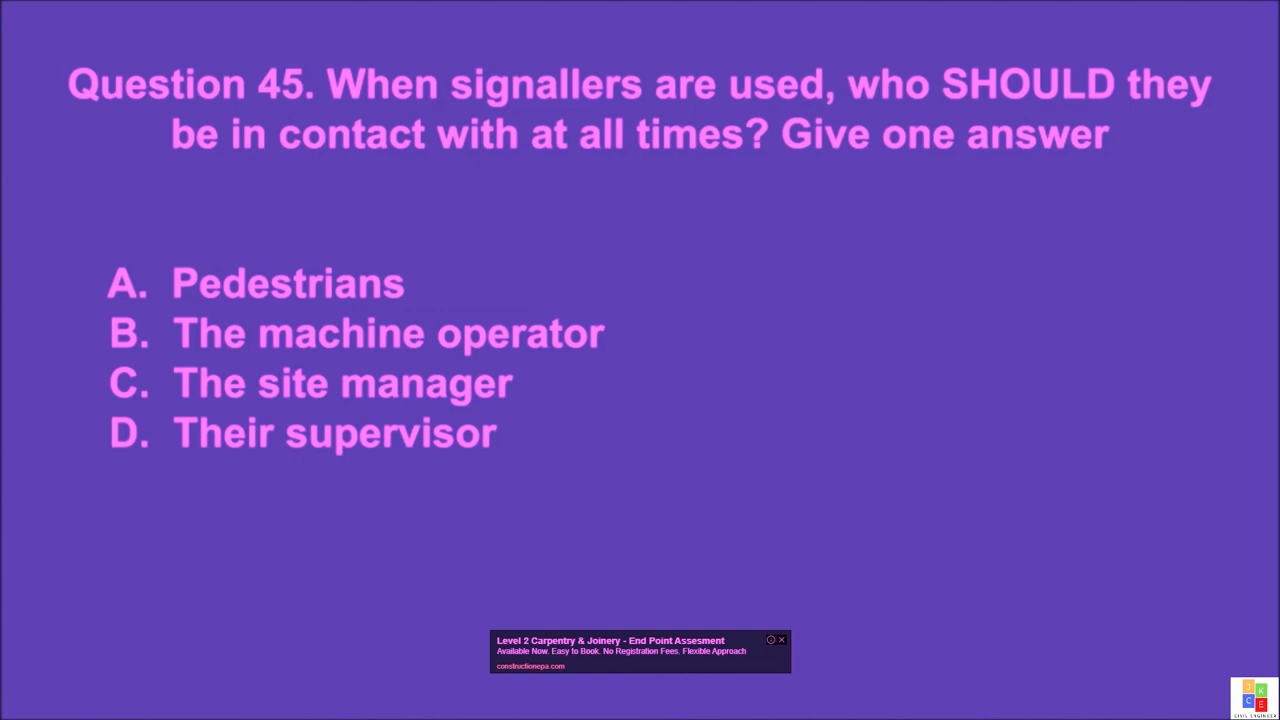 Question 45. When signallers are used, who SHOULD they
be in contact with at all times? Give one answer
A. Pedestrians
B. The machine operator
C. The site manager
D. Their supervisor
Level 2 Carpentry & Joinery - End Point Assesment
Available Now. Easy to Book. No Registration Fees. Flexible Approach
constructionepa.com
J K
C E
CIVIL ENGINEER